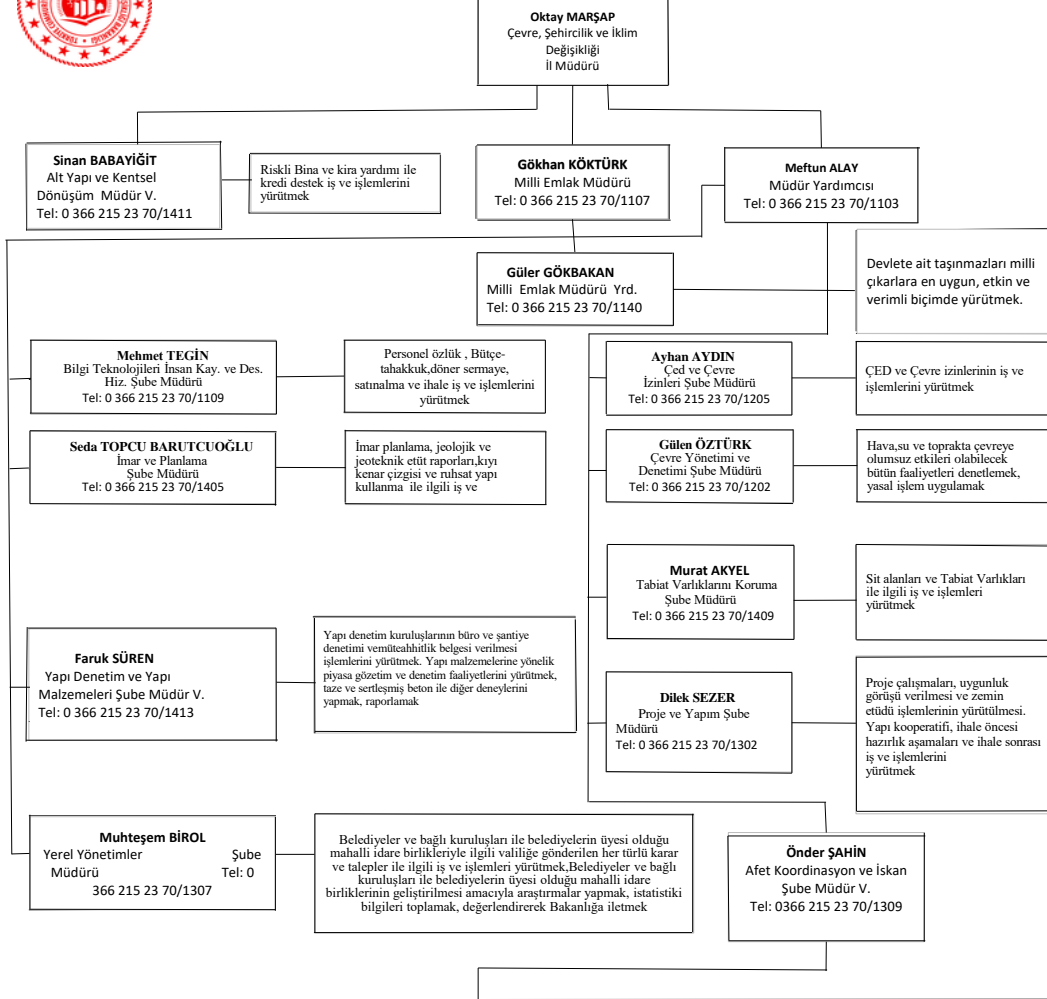 Oktay MARŞAP
Çevre, Şehircilik ve İklim
Değişikliği
İl Müdürü
Sinan BABAYİĞİT
Alt Yapı ve Kentsel
Dönüşüm Müdür V.
Tel: 0 366 215 23 70/1411
Riskli Bina ve kira yardımı ile
kredi destek iş ve işlemlerini
yürütmek
Gökhan KÖKTÜRK
Milli Emlak Müdürü
Tel: 0 366 215 23 70/1107
Meftun ALAY
Müdür Yardımcısı
Tel: 0 366 215 23 70/1103
Güler GÖKBAKAN
Milli Emlak Müdürü Yrd.
Tel: 0 366 215 23 70/1140
Devlete ait taşınmazları milli
çıkarlara en uygun, etkin ve
verimli biçimde yürütmek.
Mehmet TEGİN
Bilgi Teknolojileri İnsan Kay. ve Des.
Hiz. Şube Müdürü
Tel: 0 366 215 23 70/1109
Personel özlük , Bütçe-
tahakkuk,döner sermaye,
satınalma ve ihale iş ve işlemlerini
yürütmek
Ayhan AYDIN
Çed ve Çevre
İzinleri Şube Müdürü
Tel: 0 366 215 23 70/1205
ÇED ve Çevre izinlerinin iş ve
işlemlerini yürütmek
Seda TOPCU BARUTCUOĞLU
İmar ve Planlama
Şube Müdürü
Tel: 0 366 215 23 70/1405
İmar planlama, jeolojik ve
jeoteknik etüt raporları,kıyı
kenar çizgisi ve ruhsat yapı
kullanma ile ilgili iş ve
Gülen ÖZTÜRK
Çevre Yönetimi ve
Denetimi Şube Müdürü
Tel: 0 366 215 23 70/1202
Hava,su ve toprakta çevreye
olumsuz etkileri olabilecek
bütün faaliyetleri denetlemek,
yasal işlem uygulamak
Murat AKYEL
Tabiat Varlıklarını Koruma
Şube Müdürü
Tel: 0 366 215 23 70/1409
Sit alanları ve Tabiat Varlıkları
ile ilgili iş ve işlemleri
yürütmek
Faruk SÜREN
Yapı Denetim ve Yapı
Malzemeleri Şube Müdür V.
Tel: 0 366 215 23 70/1413
Yapı denetim kuruluşlarının büro ve şantiye
denetimi vemüteahhitlik belgesi verilmesi
işlemlerini yürütmek. Yapı malzemelerine yönelik
piyasa gözetim ve denetim faaliyetlerini yürütmek,
taze ve sertleşmiş beton ile diğer deneylerini
yapmak, raporlamak
Dilek SEZER
Proje ve Yapım Şube
Müdürü
Tel: 0 366 215 23 70/1302
Proje çalışmaları, uygunluk
görüşü verilmesi ve zemin
etüdü işlemlerinin yürütülmesi.
Yapı kooperatifi, ihale öncesi
hazırlık aşamaları ve ihale sonrası
iş ve işlemlerini
yürütmek
Muhteşem BİROL
Yerel Yönetimler Şube
Müdürü Tel: 0
366 215 23 70/1307
Belediyeler ve bağlı kuruluşları ile belediyelerin üyesi olduğu
mahalli idare birlikleriyle ilgili valiliğe gönderilen her türlü karar
ve talepler ile ilgili iş ve işlemleri yürütmek,Belediyeler ve bağlı
kuruluşları ile belediyelerin üyesi olduğu mahalli idare
birliklerinin geliştirilmesi amacıyla araştırmalar yapmak, istatistiki
bilgileri toplamak, değerlendirerek Bakanlığa iletmek
Önder ŞAHİN
Afet Koordinasyon ve İskan
Şube Müdür V.
Tel: 0366 215 23 70/1309